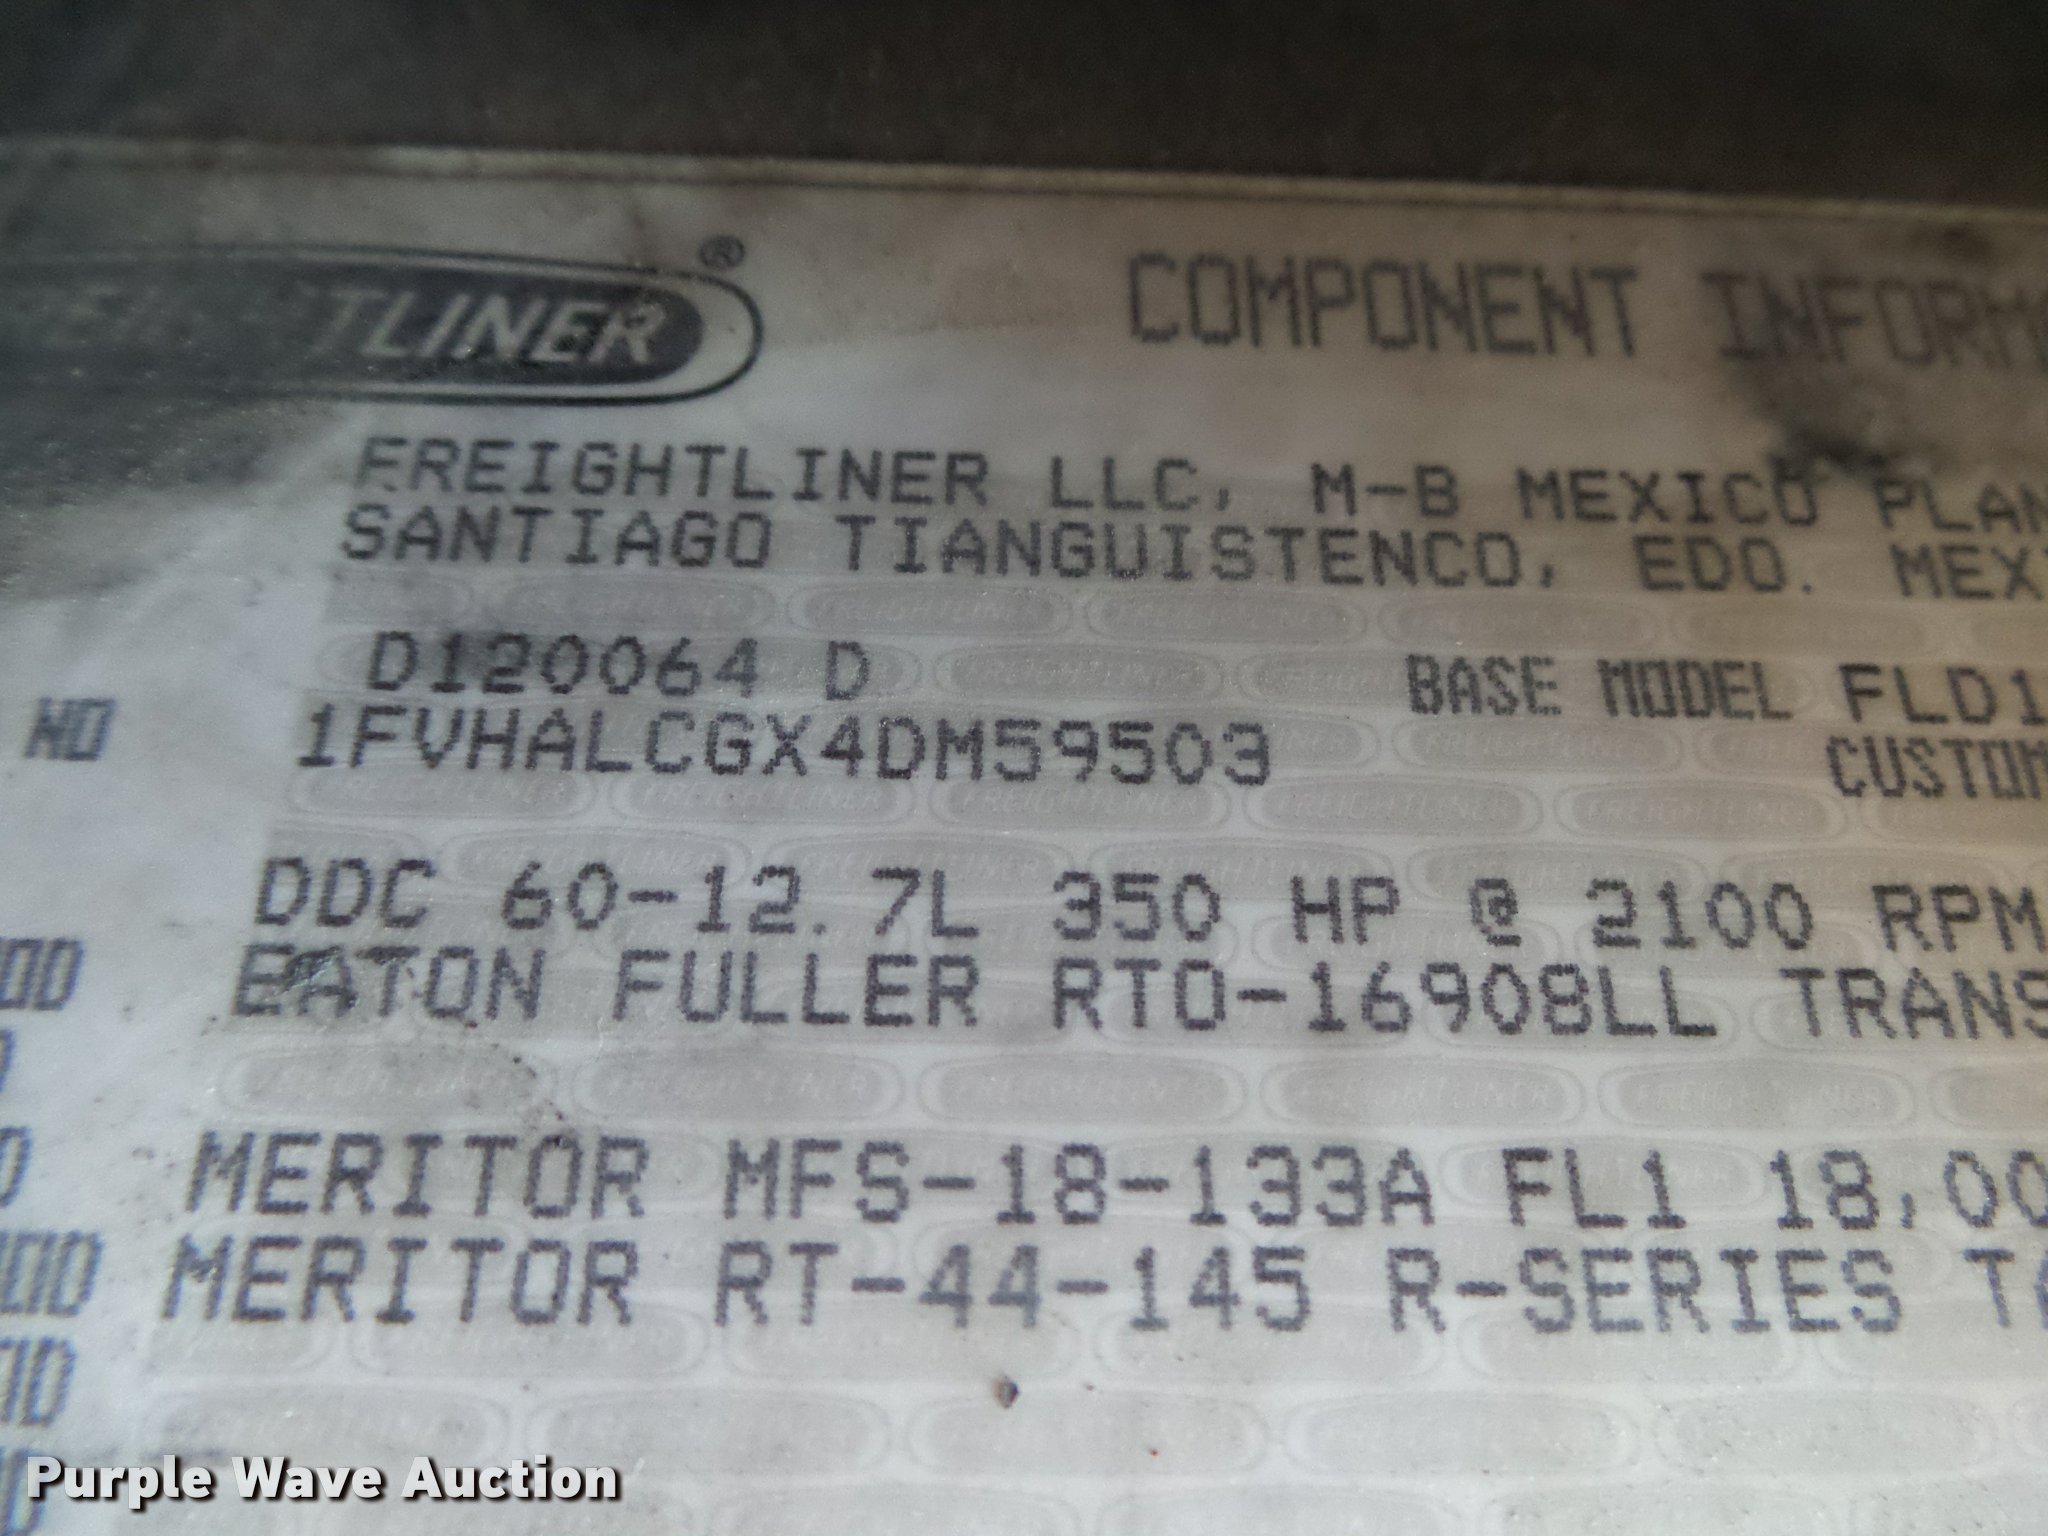 FREIGHTLINER®
COMPONENT INFORM
FREIGHTLINER LLC, M-B MEXICO PLAN
SANTIAGO TIANGUISTENCO, EDO. MEX
D120064 D
BASE MODEL FLD1
NO 1FVHALCGX4DM59503
CUSTOM
DDC 60-12.7L 350 HP @ 2100 RPM
EATON FULLER RTO-16908LL TRANS
MERITOR MFS-18-133A FL1 18,00
MERITOR RT-44-145 R-SERIES TA
Purple Wave Auction